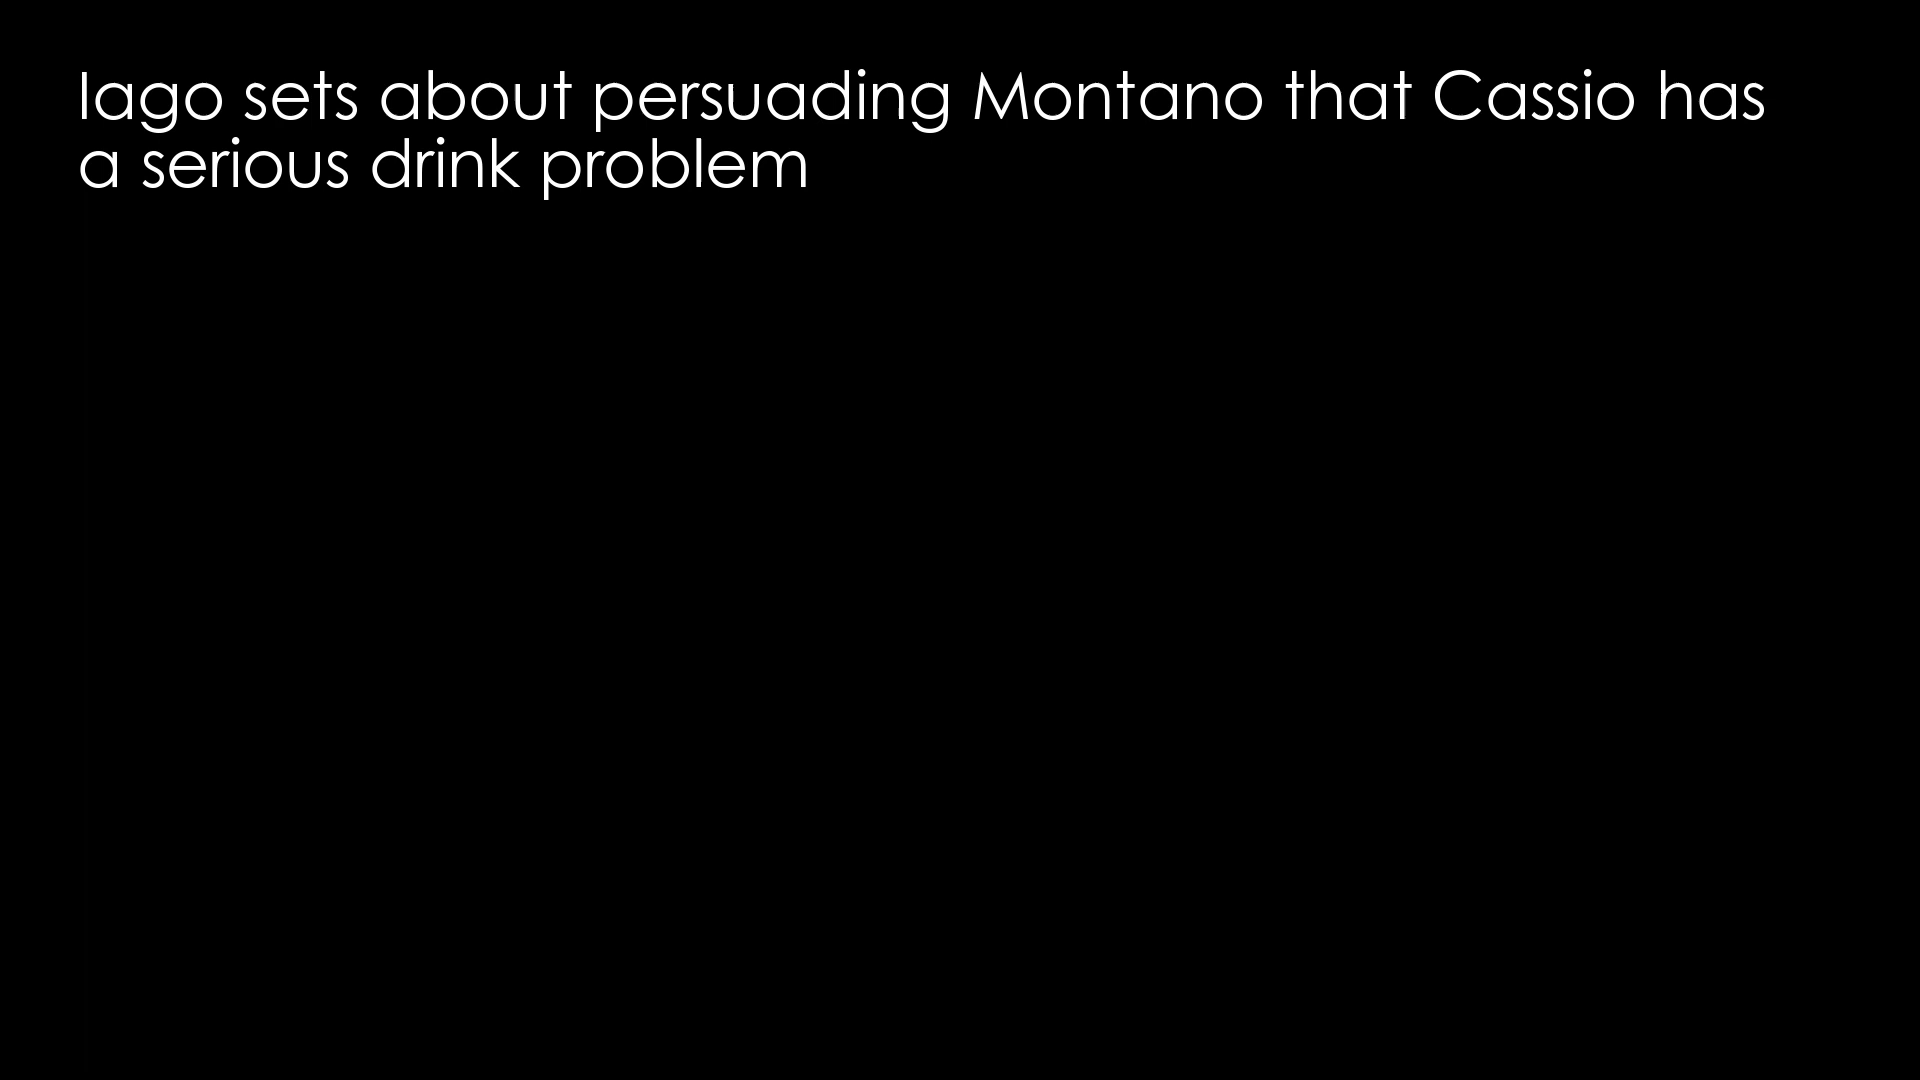 Iago sets about persuading Montano that Cassio has
a serious drink problem